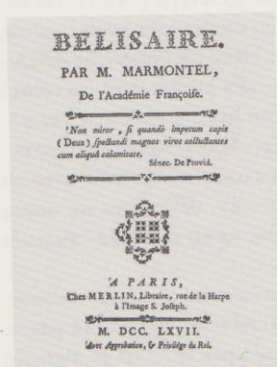 BELISAIRE.
PAR M. MARMONTEL,
De l'Académie Françoiſe.
'Non miror, ſi quandò impetum capit
(Deus) ſpectandi magnos viros colluctantes
cum aliquâ calamitate.
Sénec. De Provid.
'A PARIS,
Chez MERLIN, Libraire, rue de la Harpe
à l'Image S. Joſeph.
M. DCC. LXVII.
'Avec Approbation, & Privilége du Roi.